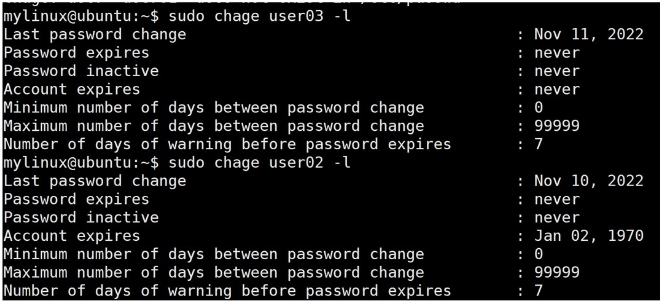 mylinux@ubuntu:~$ sudo chage user03 -l
Last password change : Nov 11, 2022
Password expires : never
Password inactive : never
Account expires : never
Minimum number of days between password change : 0
Maximum number of days between password change : 99999
Number of days of warning before password expires : 7
mylinux@ubuntu:~$ sudo chage user02 -l
Last password change : Nov 10, 2022
Password expires : never
Password inactive : never
Account expires : Jan 02, 1970
Minimum number of days between password change : 0
Maximum number of days between password change : 99999
Number of days of warning before password expires : 7